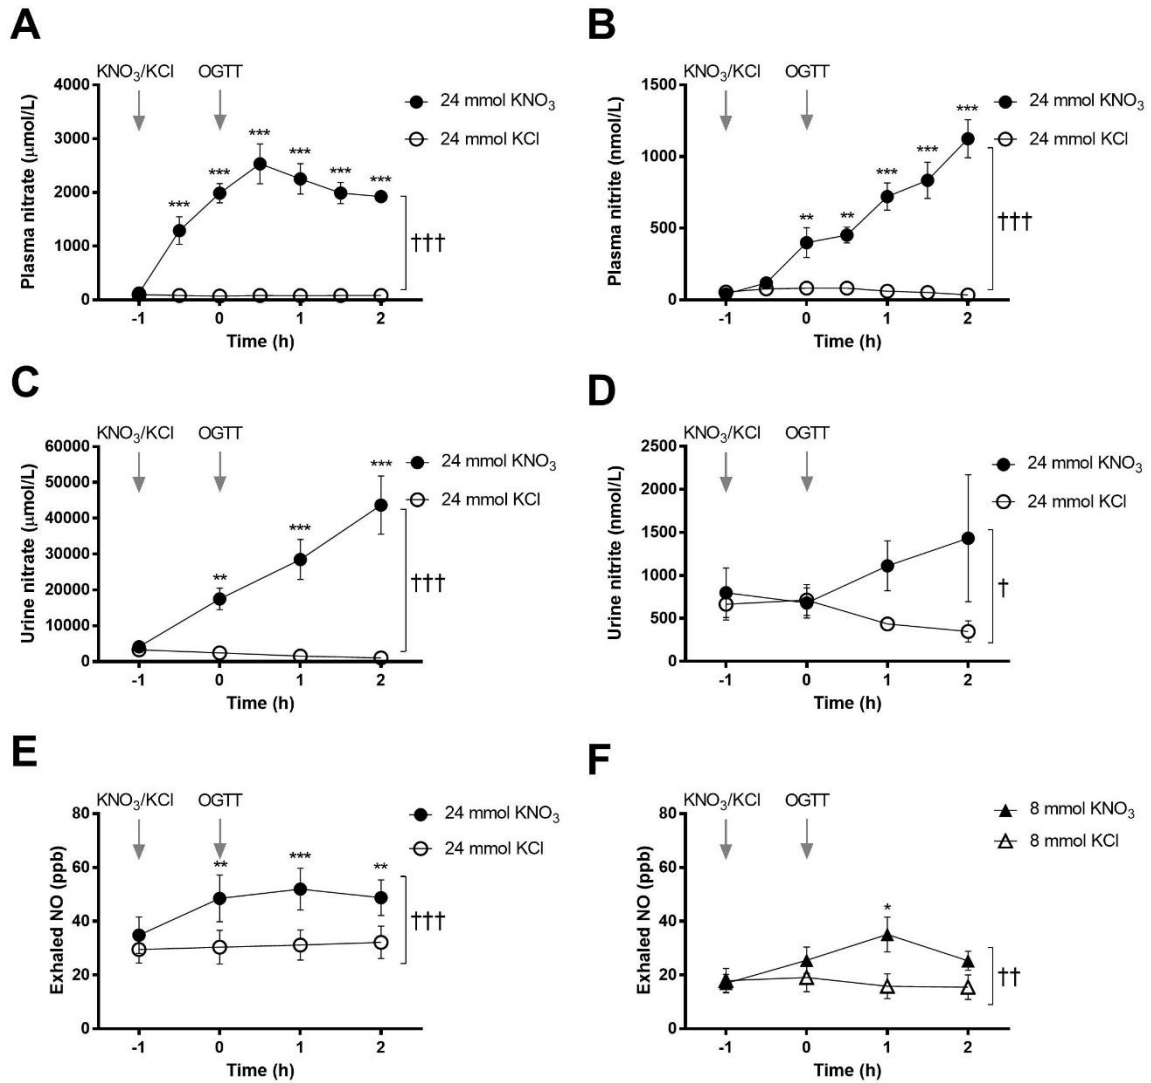 A
KNO₃/KCl OGTT
4000
3000
2000
1000
0
Plasma nitrate (μmol/L)
*** *** *** *** *** ***
24 mmol KNO₃
24 mmol KCl
†††
-1 0 1 2
Time (h)
B
KNO₃/KCl OGTT
1500
1000
500
0
Plasma nitrite (nmol/L)
** ** *** *** ***
24 mmol KNO₃
24 mmol KCl
†††
-1 0 1 2
Time (h)
C
KNO₃/KCl OGTT
60000
50000
40000
30000
20000
10000
0
Urine nitrate (μmol/L)
** *** ***
24 mmol KNO₃
24 mmol KCl
†††
-1 0 1 2
Time (h)
D
KNO₃/KCl OGTT
2500
2000
1500
1000
500
0
Urine nitrite (nmol/L)
24 mmol KNO₃
24 mmol KCl
†
-1 0 1 2
Time (h)
E
KNO₃/KCl OGTT
80
60
40
20
0
Exhaled NO (ppb)
** *** **
24 mmol KNO₃
24 mmol KCl
†††
-1 0 1 2
Time (h)
F
KNO₃/KCl OGTT
80
60
40
20
0
Exhaled NO (ppb)
*
8 mmol KNO₃
8 mmol KCl
††
-1 0 1 2
Time (h)